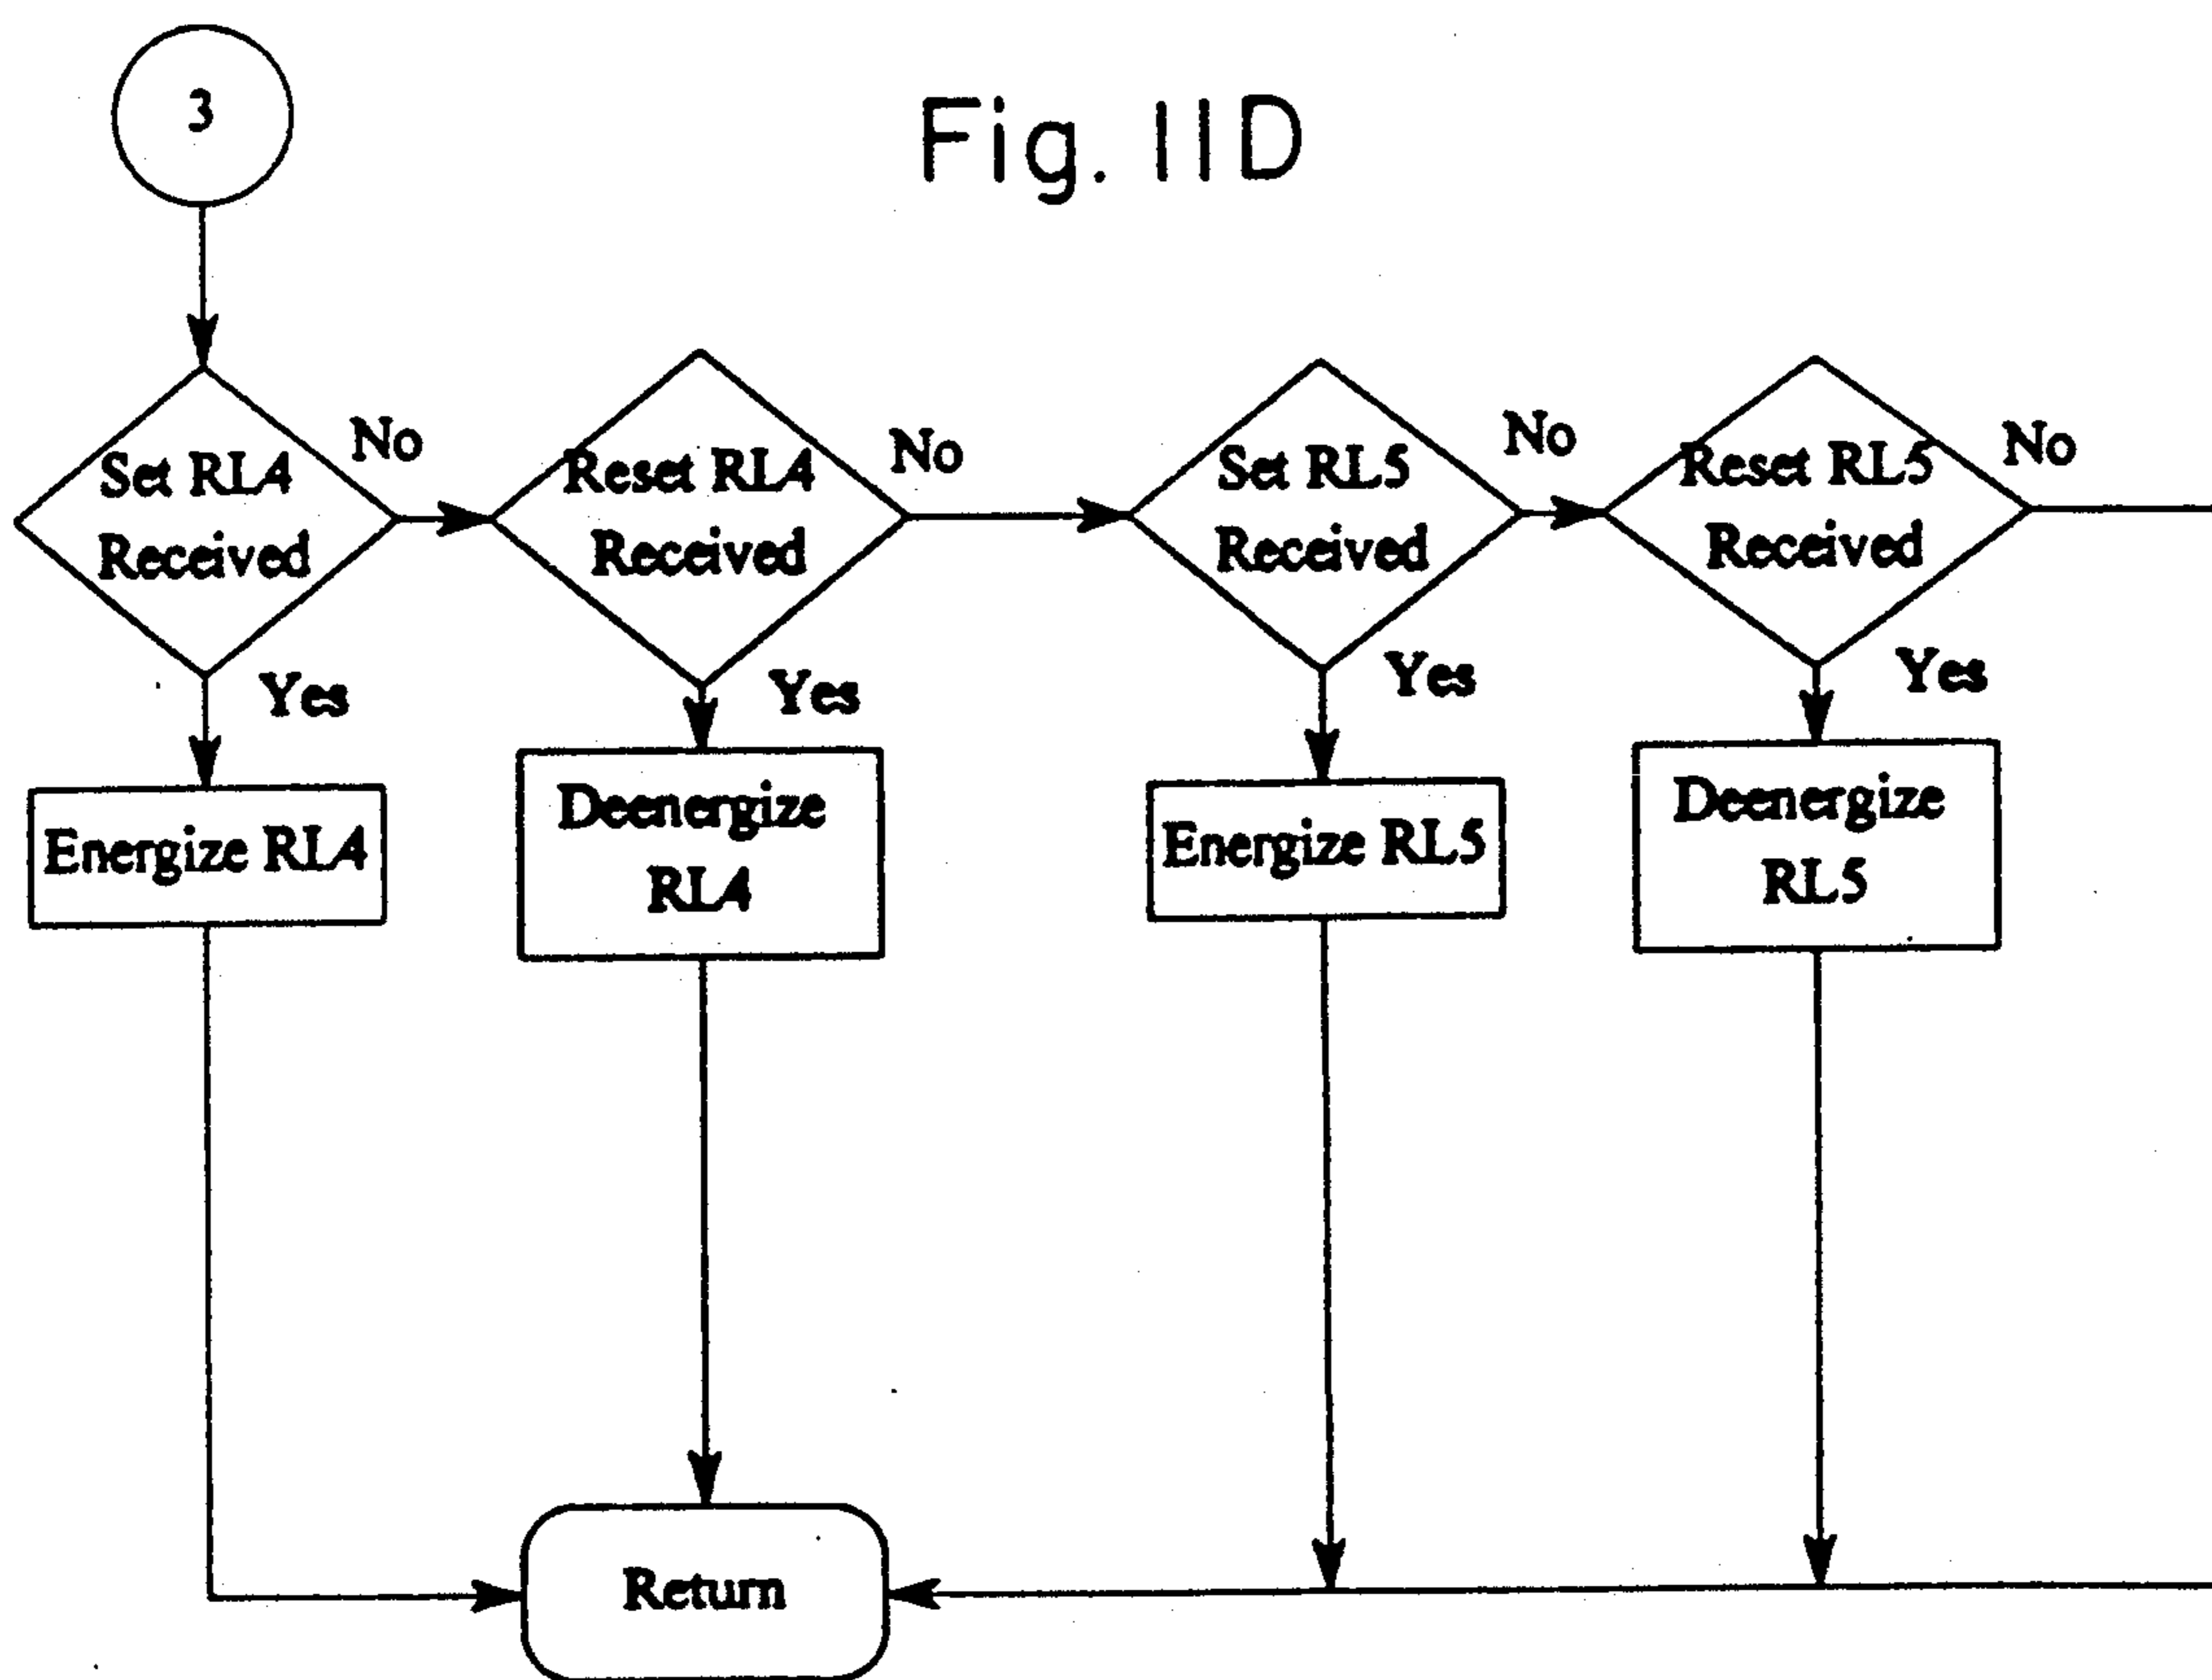 3
Fig. 11D
Set RL4
Received
No
Reset RL4
Received
No
Set RL5
Received
No
Reset RL5
Received
No
Yes
Yes
Yes
Yes
Energize RL4
Deenergize
RL4
Energize RL5
Deenergize
RL5
Return